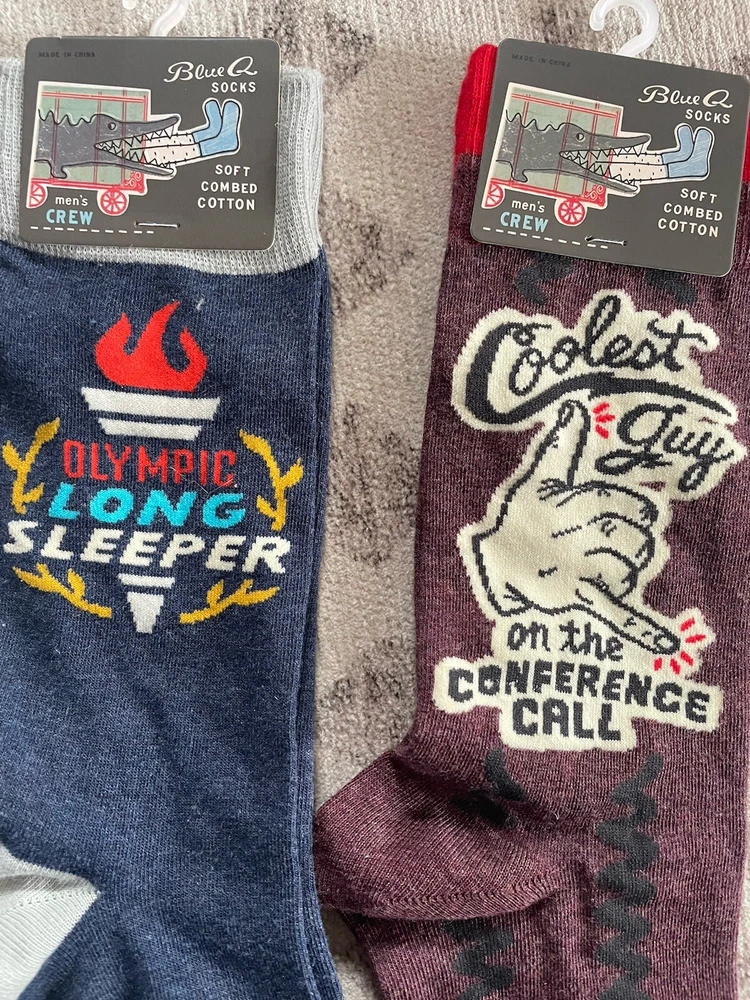 MADE IN CHINA
Blue Q
SOCKS
SOFT
COMBED
COTTON
men's
CREW
OLYMPIC
LONG
SLEEPER
MADE IN CHINA
Blue Q
SOCKS
SOFT
COMBED
COTTON
men's
CREW
Coolest
guy
on the
CONFERENCE
CALL